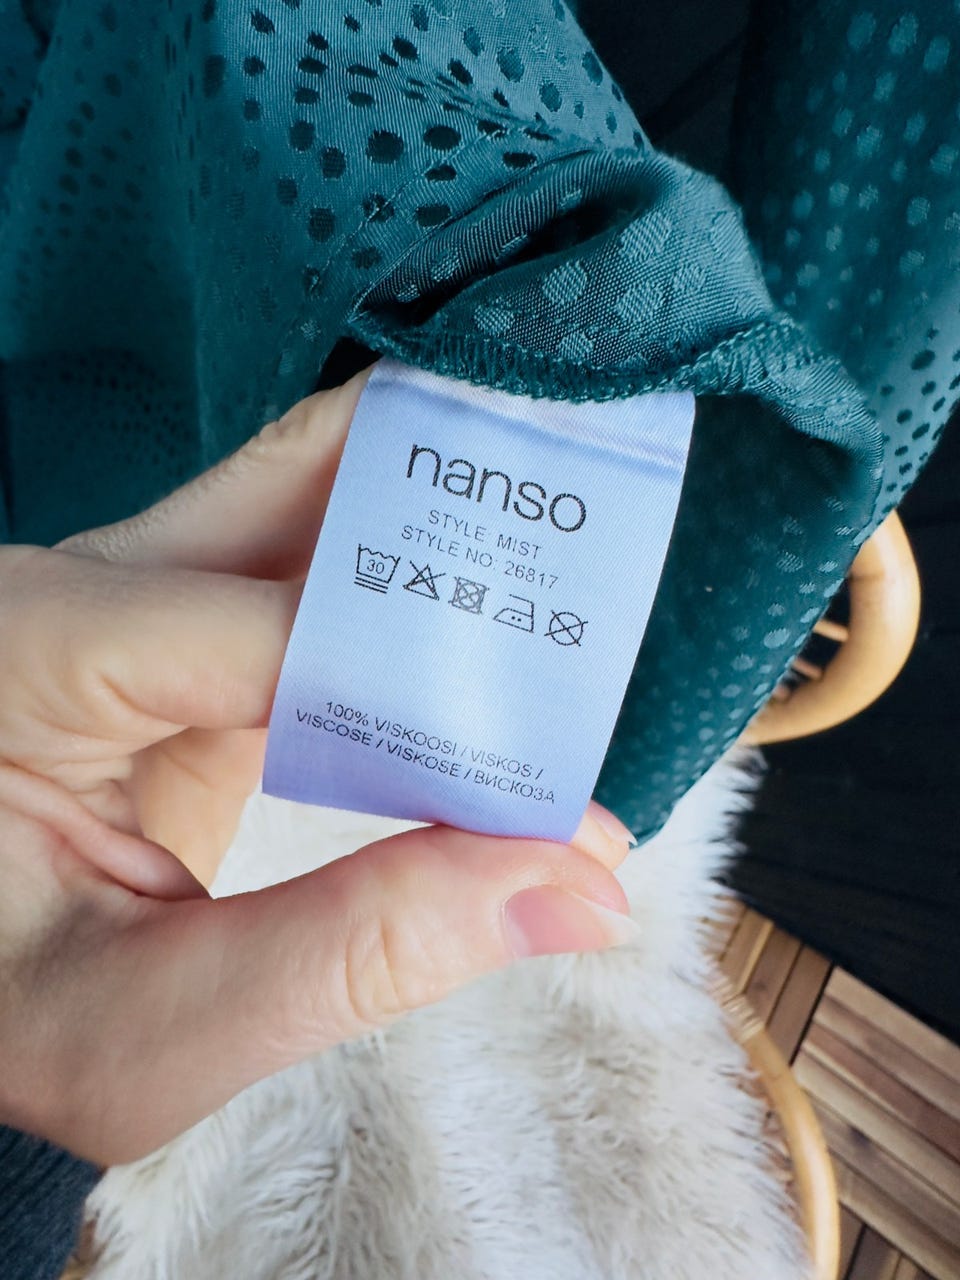 nanso
STYLE: MIST
STYLE NO: 26817
30
100% VISKOOSI / VISKOS /
VISCOSE / VISKOSE / ВИСКОЗА